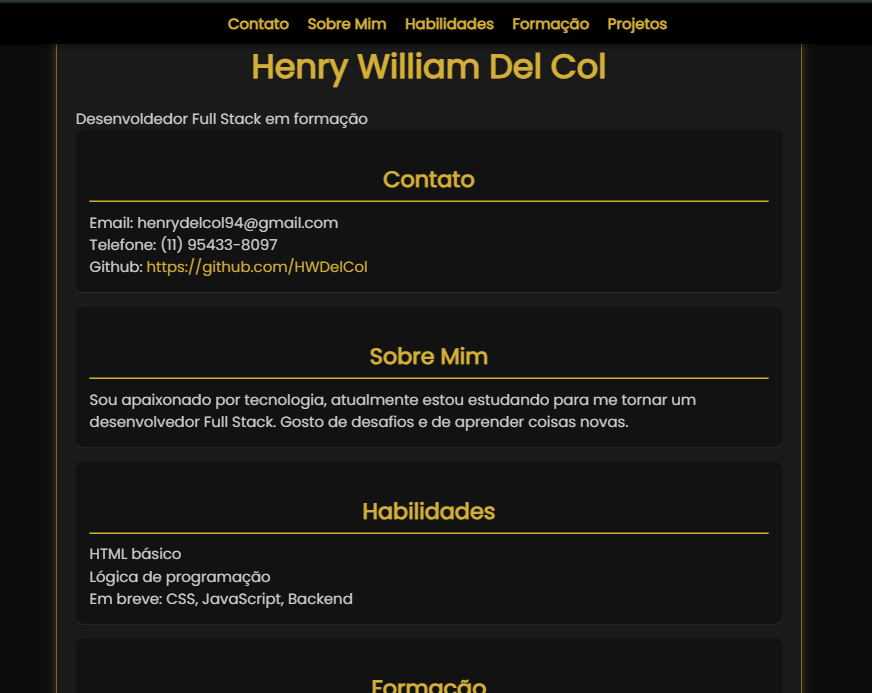 Contato Sobre Mim Habilidades Formação Projetos
Henry William Del Col
Desenvoldedor Full Stack em formação
Contato
Email: henrydelcol94@gmail.com
Telefone: (11) 95433-8097
Github: https://github.com/HWDelCol
Sobre Mim
Sou apaixonado por tecnologia, atualmente estou estudando para me tornar um
desenvolvedor Full Stack. Gosto de desafios e de aprender coisas novas.
Habilidades
HTML básico
Lógica de programação
Em breve: CSS, JavaScript, Backend
Formação